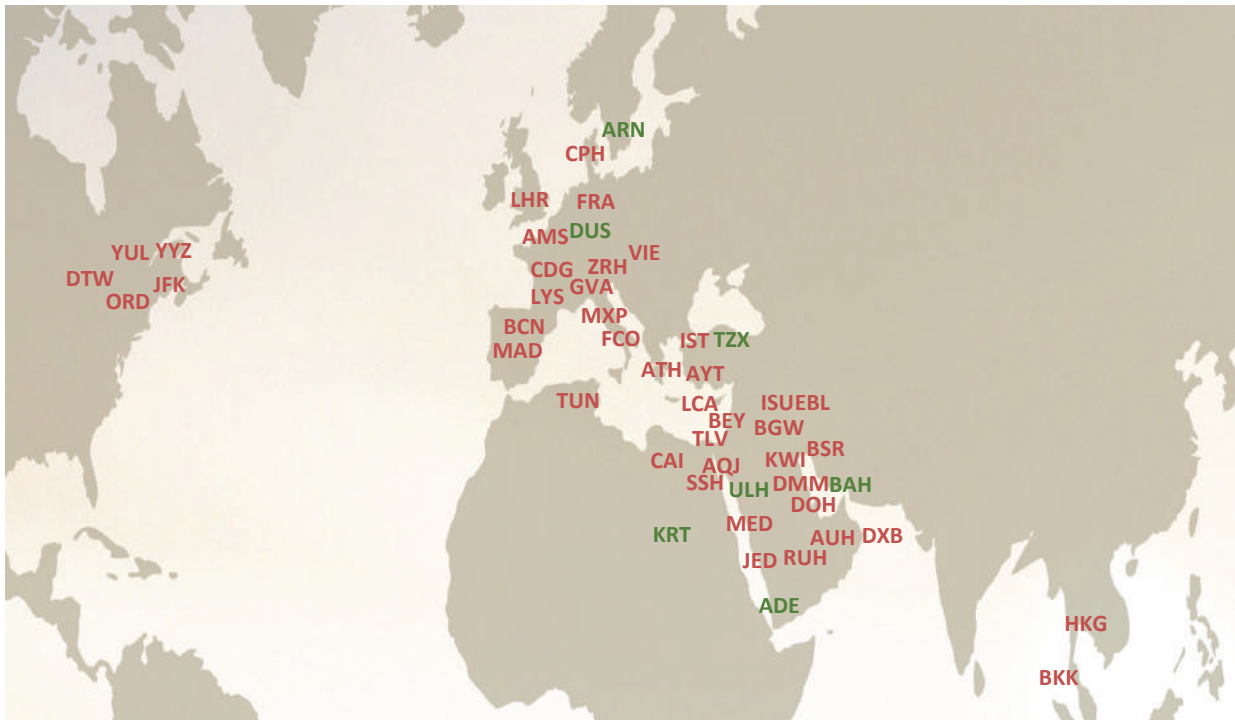 ARN
CPH
LHR
FRA
DUS
AMS
YUL
YYZ
VIE
CDG
ZRH
DTW
JFK
GVA
LYS
ORD
MXP
BCN
FCO
IST
TZX
MAD
ATH
AYT
TUN
LCA
ISUEBL
BEY
BGW
TLV
BSR
CAI
AQJ
KWI
SSH
ULH
DMM
BAH
DOH
MED
KRT
AUH
DXB
JED
RUH
ADE
HKG
BKK